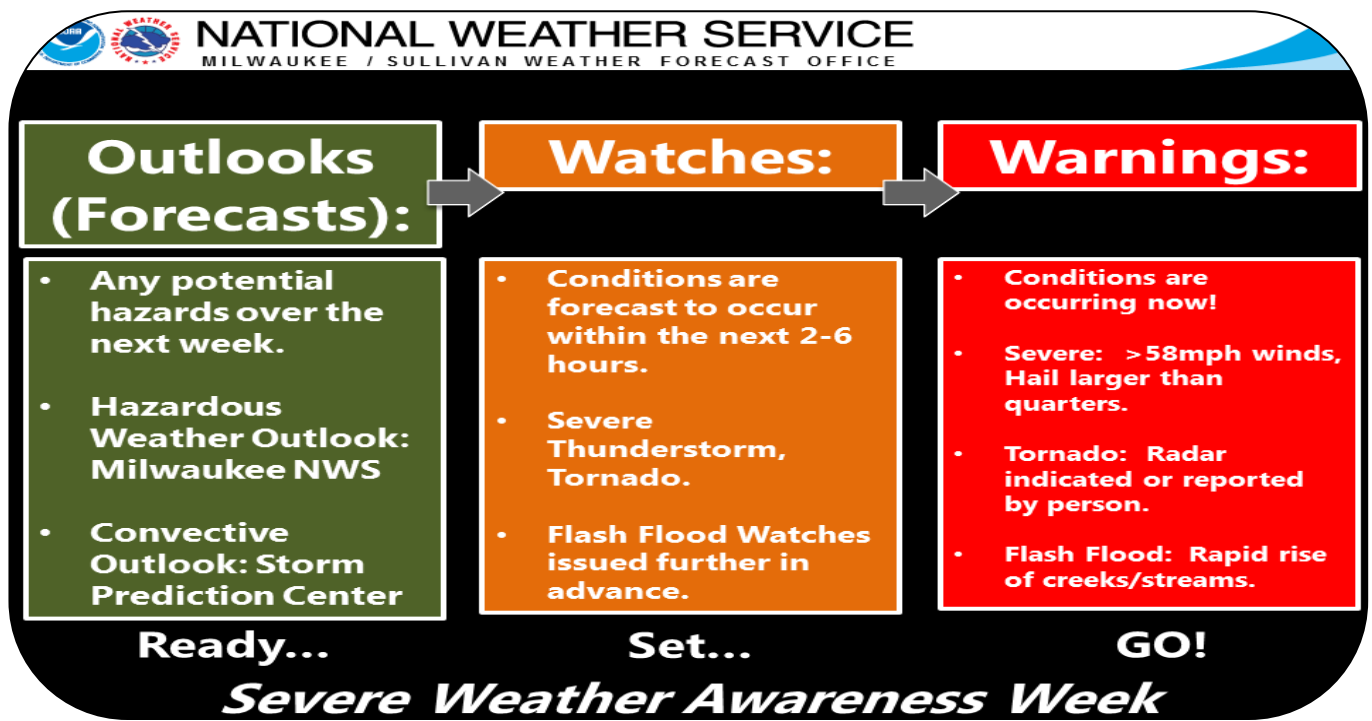 NATIONAL WEATHER SERVICE
MILWAUKEE / SULLIVAN WEATHER FORECAST OFFICE
Outlooks
(Forecasts):
• Any potential
hazards over the
next week.
• Hazardous
Weather Outlook:
Milwaukee NWS
• Convective
Outlook: Storm
Prediction Center
Ready...
Watches:
• Conditions are
forecast to occur
within the next 2-6
hours.
• Severe
Thunderstorm,
Tornado.
• Flash Flood Watches
issued further in
advance.
Set...
Warnings:
• Conditions are
occurring now!
• Severe: >58mph winds,
Hail larger than
quarters.
• Tornado: Radar
indicated or reported
by person.
• Flash Flood: Rapid rise
of creeks/streams.
GO!
Severe Weather Awareness Week